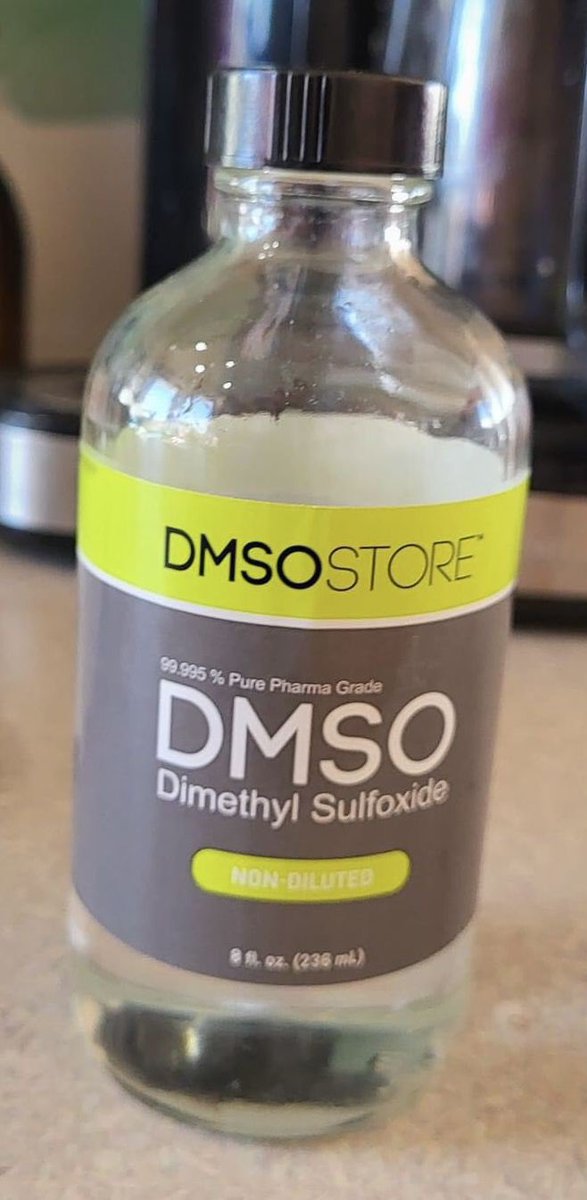 DMSOSTORE™
99.995 % Pure Pharma Grade
DMSO
Dimethyl Sulfoxide
NON-DILUTED
8 fl. oz. (236 mL)